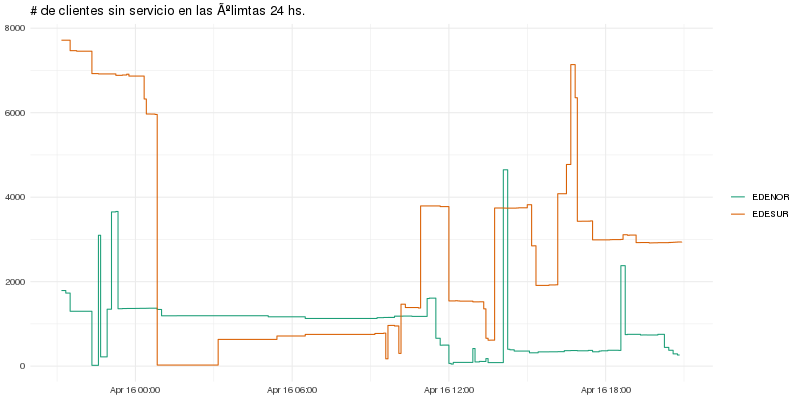 # de clientes sin servicio en las Ãºlimtas 24 hs.
8000
6000
4000
2000
0
Apr 16 00:00
Apr 16 06:00
Apr 16 12:00
Apr 16 18:00
EDENOR
EDESUR